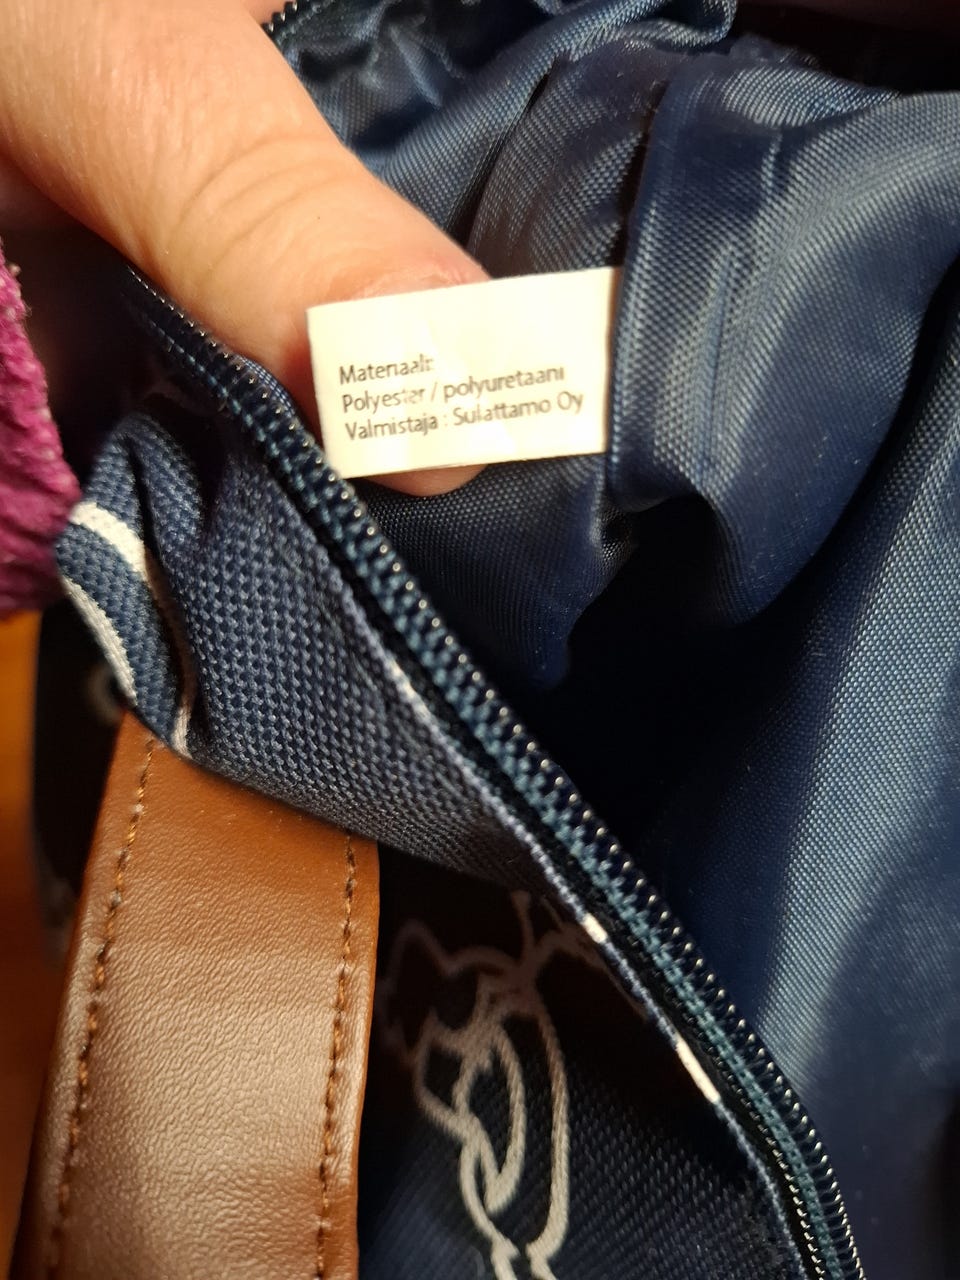 Materiaali:
Polyester / polyuretaani
Valmistaja : Sulattamo Oy